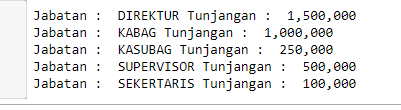 Jabatan :  DIREKTUR Tunjangan :  1,500,000
Jabatan :  KABAG Tunjangan :  1,000,000
Jabatan :  KASUBAG Tunjangan :  250,000
Jabatan :  SUPERVISOR Tunjangan :  500,000
Jabatan :  SEKERTARIS Tunjangan :  100,000